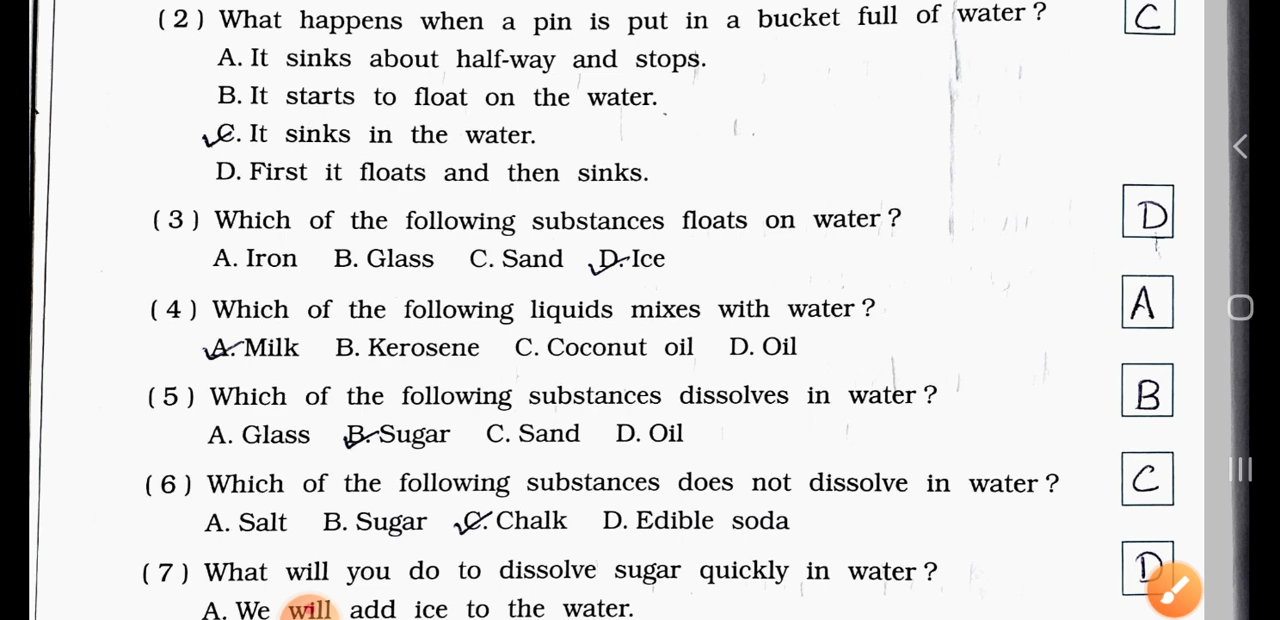 ( 2 ) What happens when a pin is put in a bucket full of water ? C
A. It sinks about half-way and stops.
B. It starts to float on the water.
C. It sinks in the water.
D. First it floats and then sinks.
( 3 ) Which of the following substances floats on water ? D
A. Iron B. Glass C. Sand D. Ice
( 4 ) Which of the following liquids mixes with water ? A
A. Milk B. Kerosene C. Coconut oil D. Oil
( 5 ) Which of the following substances dissolves in water ? B
A. Glass B. Sugar C. Sand D. Oil
( 6 ) Which of the following substances does not dissolve in water ? C
A. Salt B. Sugar C. Chalk D. Edible soda
( 7 ) What will you do to dissolve sugar quickly in water ? D
A. We will add ice to the water.